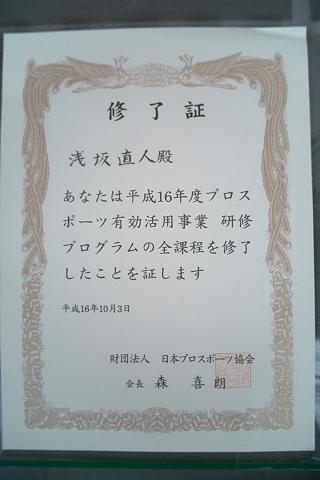 修了証
浅坂直人殿
あなたは平成16年度プロス
ポーツ有効活用事業 研修
プログラムの全課程を修了
したことを証します
平成16年10月3日
財団法人 日本プロスポーツ協会
会長 森 喜朗